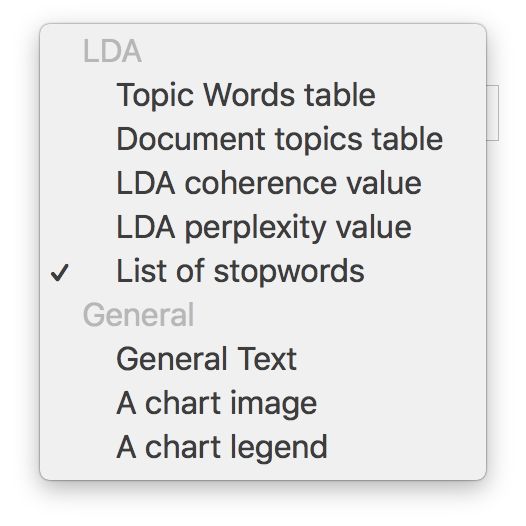 LDA
Topic Words table
Document topics table
LDA coherence value
LDA perplexity value
List of stopwords
General
General Text
A chart image
A chart legend